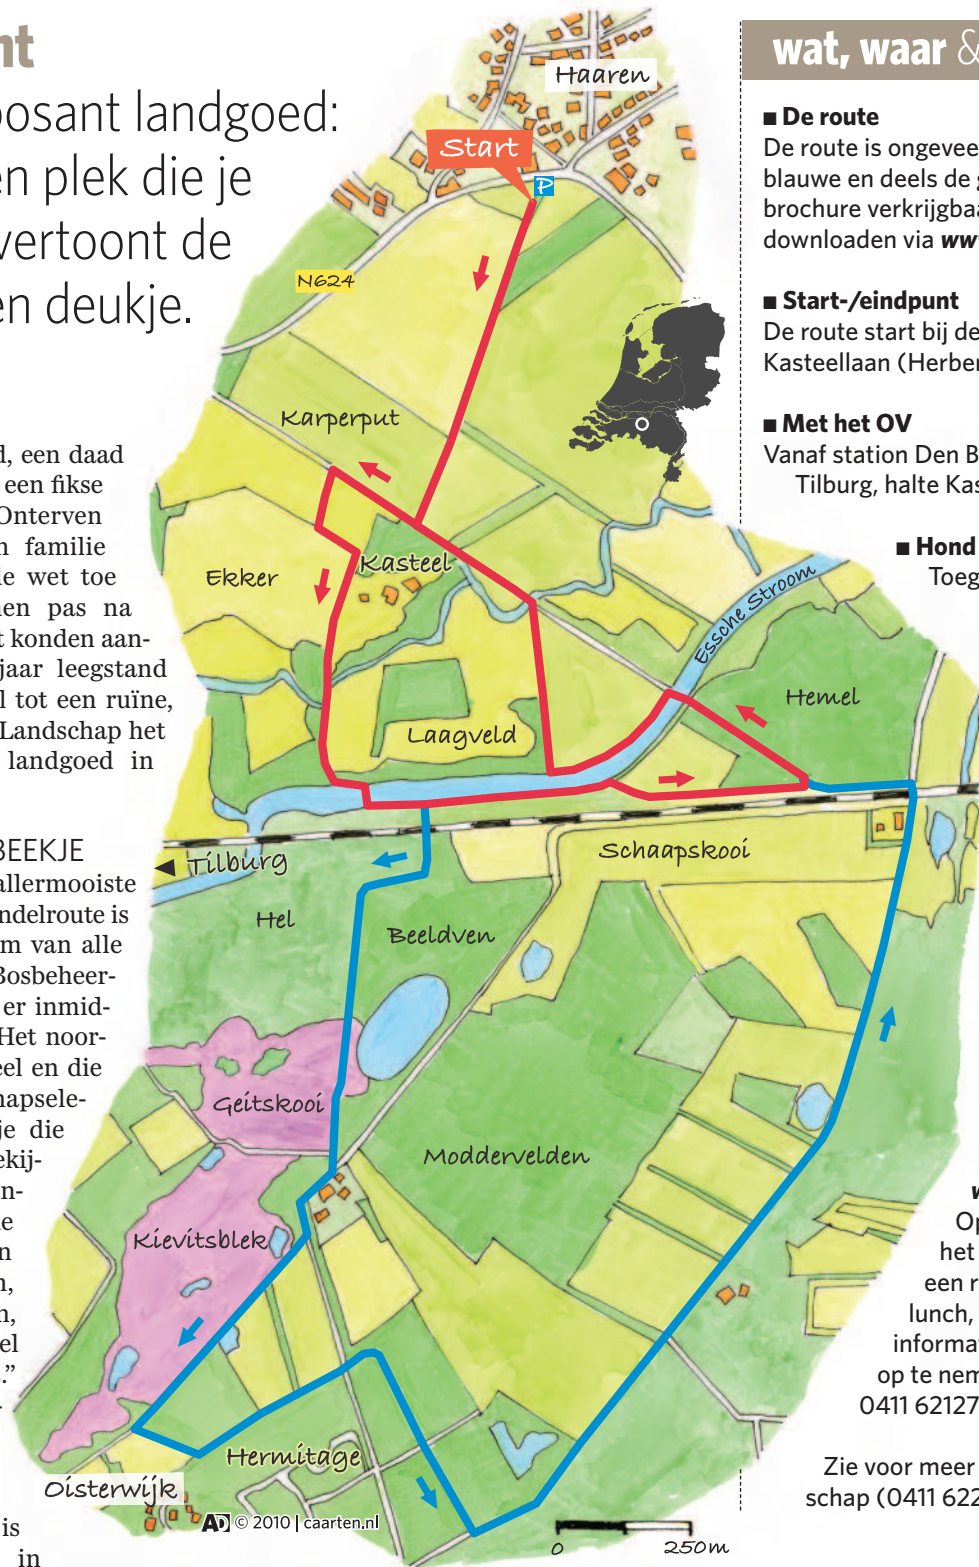 nt
posant landgoed:
en plek die je
vertoont de
en deukje.
d, een daad
een fikse
Onterven
n familie
le wet toe
nen pas na
t konden aan-
jaar leegstand
l tot een ruïne,
Landschap het
landgoed in
BEEKJE
allermooiste
ndelroute is
m van alle
Bosbeheer-
er inmid-
Het noor-
eel en die
hapsele-
je die
ekij-
n-
e
n
n,
n,
el
.”
is
in
Haaren
Start
P
N624
Karperput
Ekker
Kasteel
Essche Stroom
Hemel
Laagveld
Tilburg
Schaapskooi
Hel
Beeldven
Geitskooi
Moddervelden
Kievitsblek
Hermitage
Oisterwijk
AD © 2010 | caarten.nl
0 250m
wat, waar &
■ De route
De route is ongevee
blauwe en deels de g
brochure verkrijgbaa
downloaden via ww
■ Start-/eindpunt
De route start bij de
Kasteellaan (Herber
■ Met het OV
Vanaf station Den B
Tilburg, halte Kas
■ Hond
Toeg
w
Op
het
een r
lunch,
informa
op te nem
0411 62127
Zie voor meer
schap (0411 622